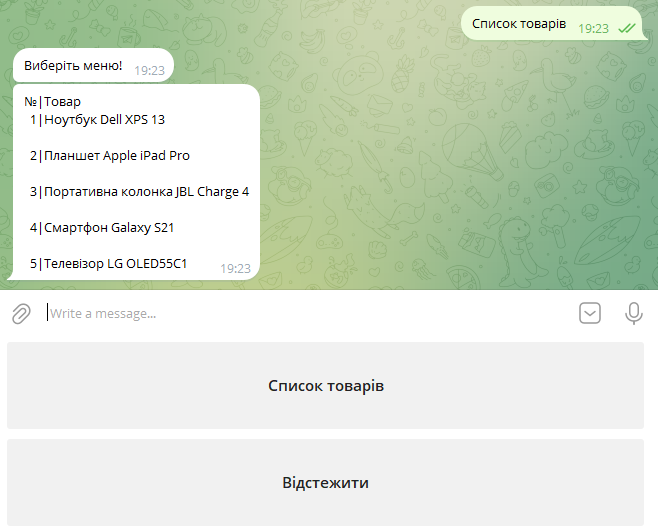 Список товарів 19:23
Виберіть меню! 19:23
№|Товар
1|Ноутбук Dell XPS 13
2|Планшет Apple iPad Pro
3|Портативна колонка JBL Charge 4
4|Смартфон Galaxy S21
5|Телевізор LG OLED55C1 19:23
Write a message...
Список товарів
Відстежити